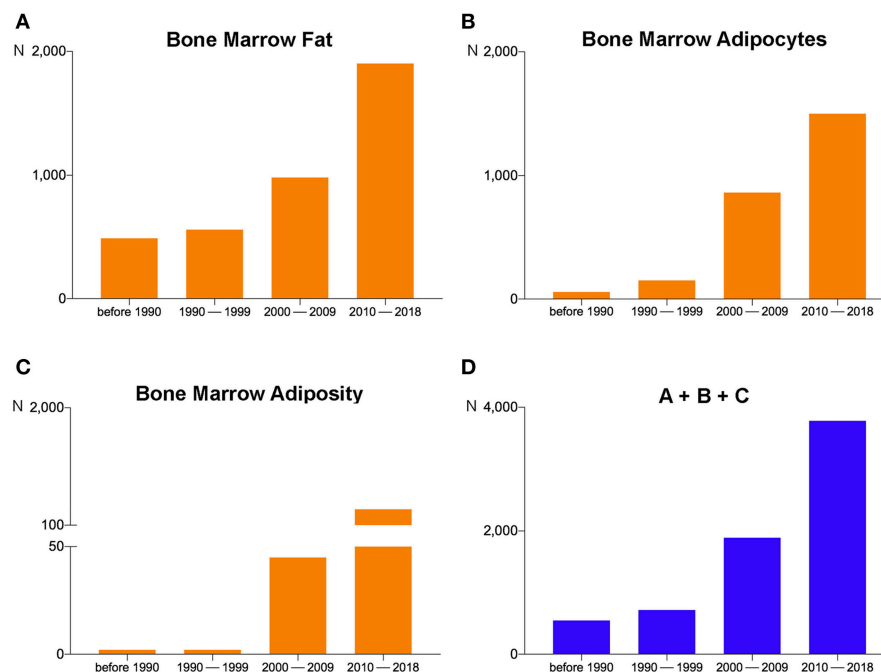 A
Bone Marrow Fat
N 2,000
1,000
0
before 1990 1990 — 1999 2000 — 2009 2010 — 2018
B
Bone Marrow Adipocytes
N 2,000
1,000
0
before 1990 1990 — 1999 2000 — 2009 2010 — 2018
C
Bone Marrow Adiposity
N 2,000
100
50
0
before 1990 1990 — 1999 2000 — 2009 2010 — 2018
D
A + B + C
N 4,000
2,000
0
before 1990 1990 — 1999 2000 — 2009 2010 — 2018